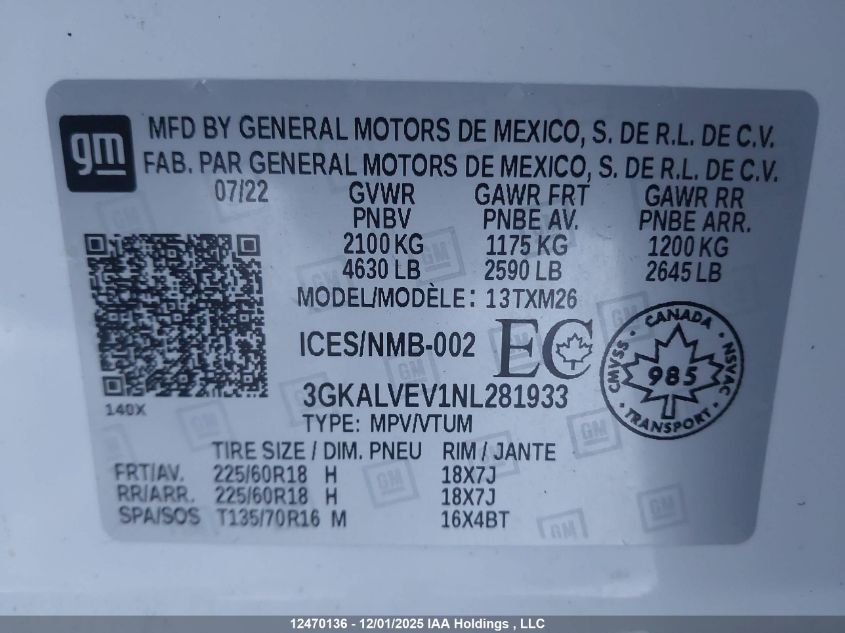 gm
MFD BY GENERAL MOTORS DE MEXICO, S. DE R.L. DE C.V.
FAB. PAR GENERAL MOTORS DE MEXICO, S. DE R.L. DE C.V.
07/22 GVWR GAWR FRT GAWR RR
PNBV PNBE AV. PNBE ARR.
2100 KG 1175 KG 1200 KG
4630 LB 2590 LB 2645 LB
MODEL/MODÈLE: 13TXM26
ICES/NMB-002 EC
CANADA
CMVSS 985 NSVAC
TRANSPORT
3GKALVEV1NL281933
140X
TYPE: MPV/VTUM
TIRE SIZE / DIM. PNEU RIM / JANTE
FRT/AV. 225/60R18 H 18X7J
RR/ARR. 225/60R18 H 18X7J
SPA/SOS T135/70R16 M 16X4BT
12470136 - 12/01/2025 IAA Holdings , LLC